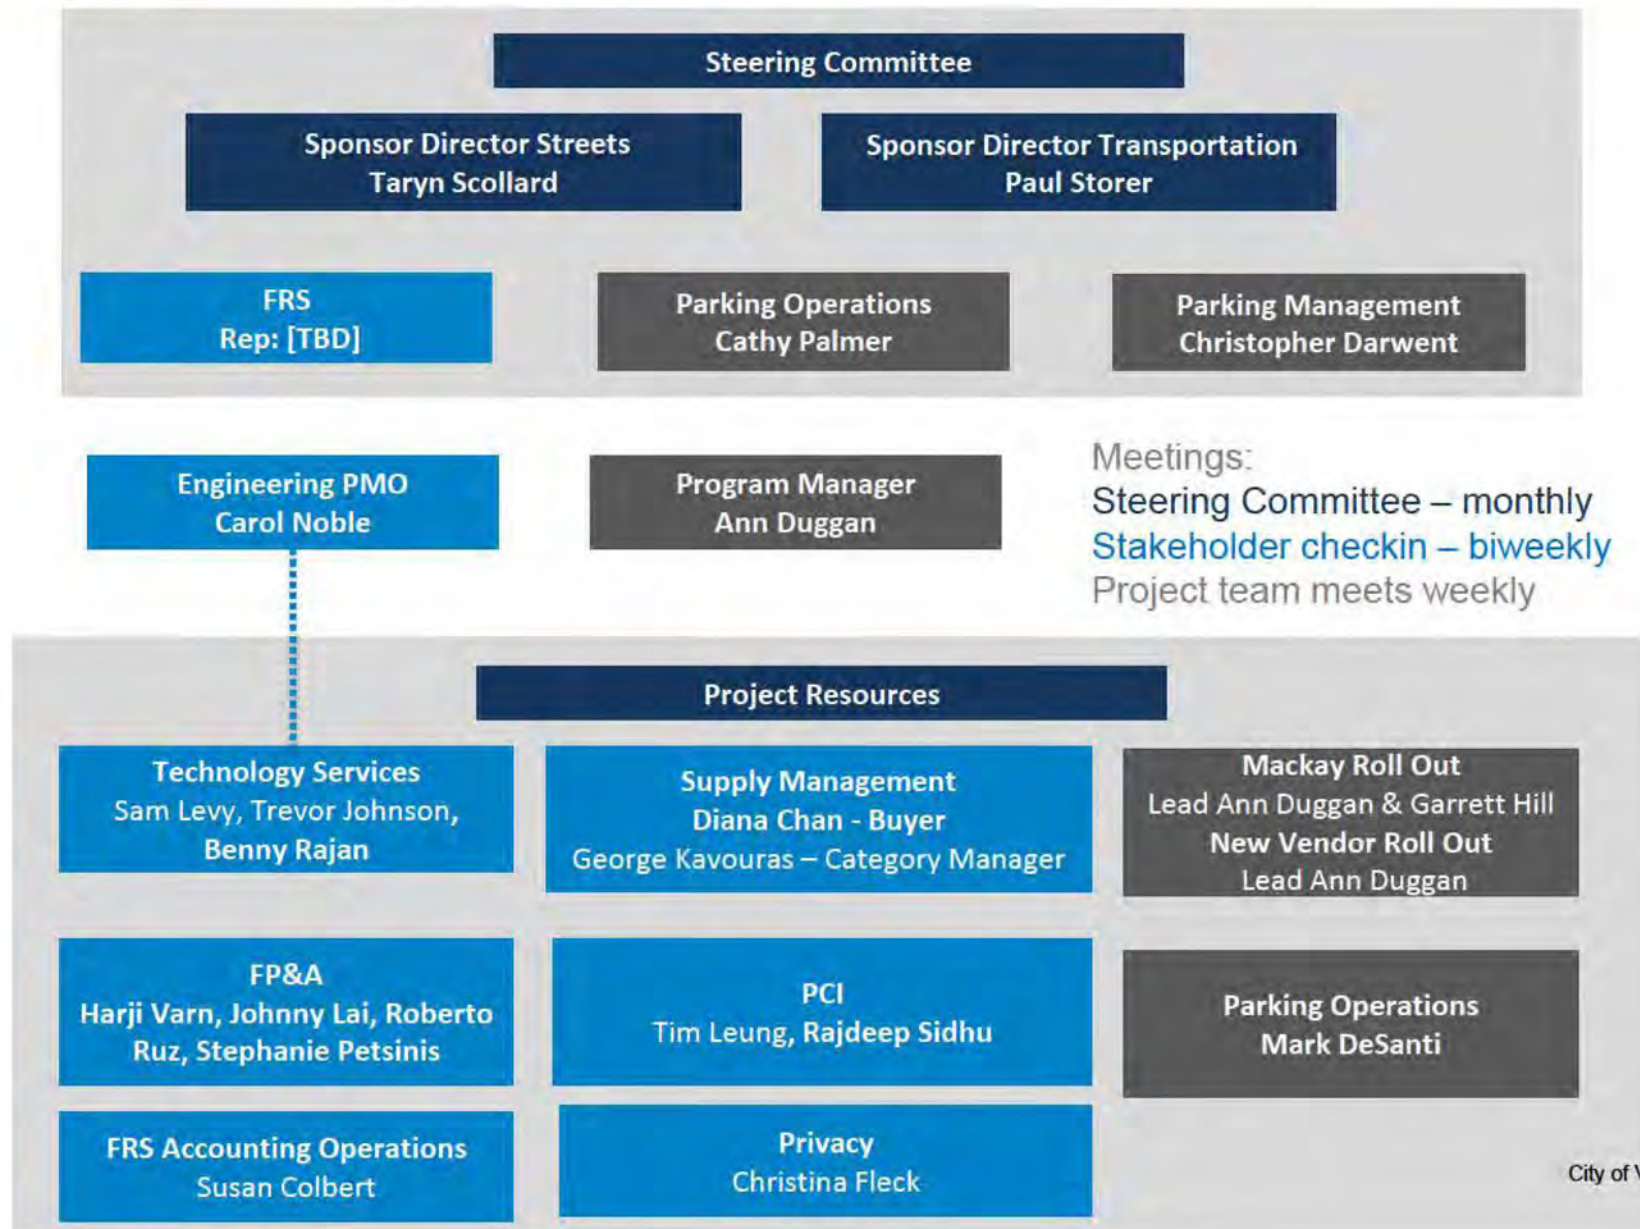 Steering Committee
Sponsor Director Streets
Taryn Scollard
Sponsor Director Transportation
Paul Storer
FRS
Rep: [TBD]
Parking Operations
Cathy Palmer
Parking Management
Christopher Darwent
Engineering PMO
Carol Noble
Program Manager
Ann Duggan
Meetings:
Steering Committee – monthly
Stakeholder checkin – biweekly
Project team meets weekly
Project Resources
Technology Services
Sam Levy, Trevor Johnson,
Benny Rajan
Supply Management
Diana Chan - Buyer
George Kavouras – Category Manager
Mackay Roll Out
Lead Ann Duggan & Garrett Hill
New Vendor Roll Out
Lead Ann Duggan
FP&A
Harji Varn, Johnny Lai, Roberto
Ruz, Stephanie Petsinis
PCI
Tim Leung, Rajdeep Sidhu
Parking Operations
Mark DeSanti
FRS Accounting Operations
Susan Colbert
Privacy
Christina Fleck
City of